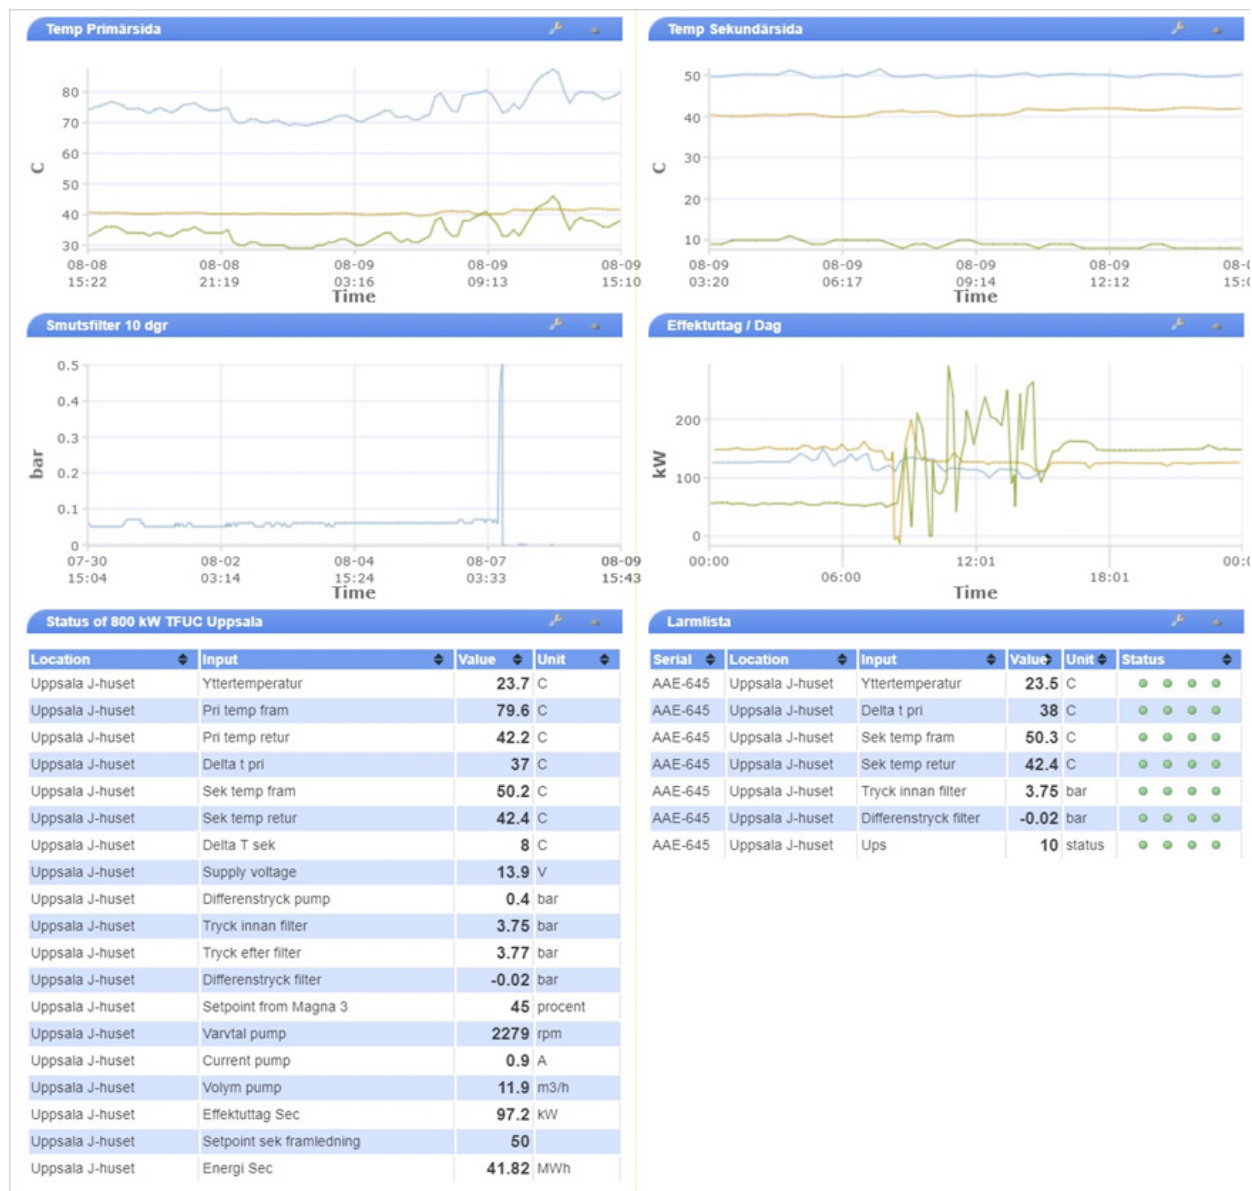 Temp Primärsida
80
70
60
50
40
30
C
08-08 08-08 08-09 08-09 08-09
15:22 21:19 03:16 09:13 15:10
Time
Temp Sekundärsida
50
40
30
20
10
C
08-09 08-09 08-09 08-09 08-0
03:20 06:17 09:14 12:12 15:0
Time
Smutsfilter 10 dgr
0.5
0.4
0.3
0.2
0.1
0
bar
07-30 08-02 08-04 08-07 08-09
15:04 03:14 15:24 03:33 15:43
Time
Effektuttag / Dag
200
100
0
kW
00:00 06:00 12:01 18:01 00:0
Time
Status of 800 kW TFUC Uppsala
Location Input Value Unit
Uppsala J-huset Yttertemperatur 23.7 C
Uppsala J-huset Pri temp fram 79.6 C
Uppsala J-huset Pri temp retur 42.2 C
Uppsala J-huset Delta t pri 37 C
Uppsala J-huset Sek temp fram 50.2 C
Uppsala J-huset Sek temp retur 42.4 C
Uppsala J-huset Delta T sek 8 C
Uppsala J-huset Supply voltage 13.9 V
Uppsala J-huset Differenstryck pump 0.4 bar
Uppsala J-huset Tryck innan filter 3.75 bar
Uppsala J-huset Tryck efter filter 3.77 bar
Uppsala J-huset Differenstryck filter -0.02 bar
Uppsala J-huset Setpoint from Magna 3 45 procent
Uppsala J-huset Varvtal pump 2279 rpm
Uppsala J-huset Current pump 0.9 A
Uppsala J-huset Volym pump 11.9 m3/h
Uppsala J-huset Effektuttag Sec 97.2 kW
Uppsala J-huset Setpoint sek framledning 50
Uppsala J-huset Energi Sec 41.82 MWh
Larmlista
Serial Location Input Value Unit Status
AAE-645 Uppsala J-huset Yttertemperatur 23.5 C
AAE-645 Uppsala J-huset Delta t pri 38 C
AAE-645 Uppsala J-huset Sek temp fram 50.3 C
AAE-645 Uppsala J-huset Sek temp retur 42.4 C
AAE-645 Uppsala J-huset Tryck innan filter 3.75 bar
AAE-645 Uppsala J-huset Differenstryck filter -0.02 bar
AAE-645 Uppsala J-huset Ups 10 status